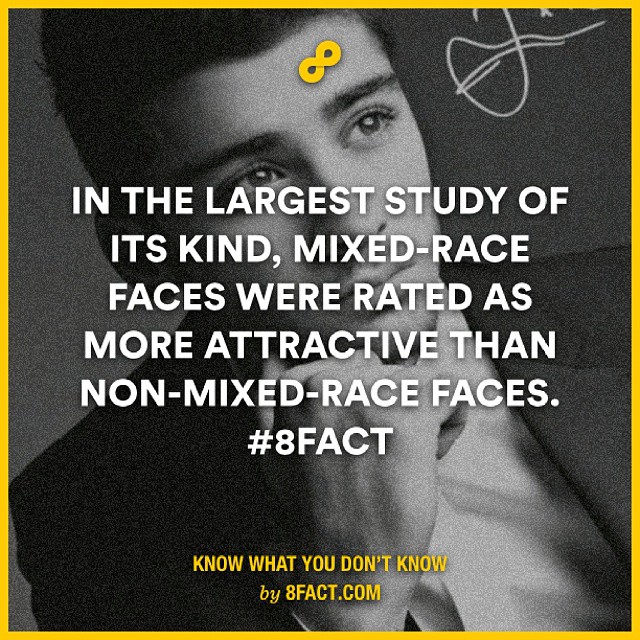 IN THE LARGEST STUDY OF
ITS KIND, MIXED-RACE
FACES WERE RATED AS
MORE ATTRACTIVE THAN
NON-MIXED-RACE FACES.
#8FACT
KNOW WHAT YOU DON'T KNOW
by 8FACT.COM